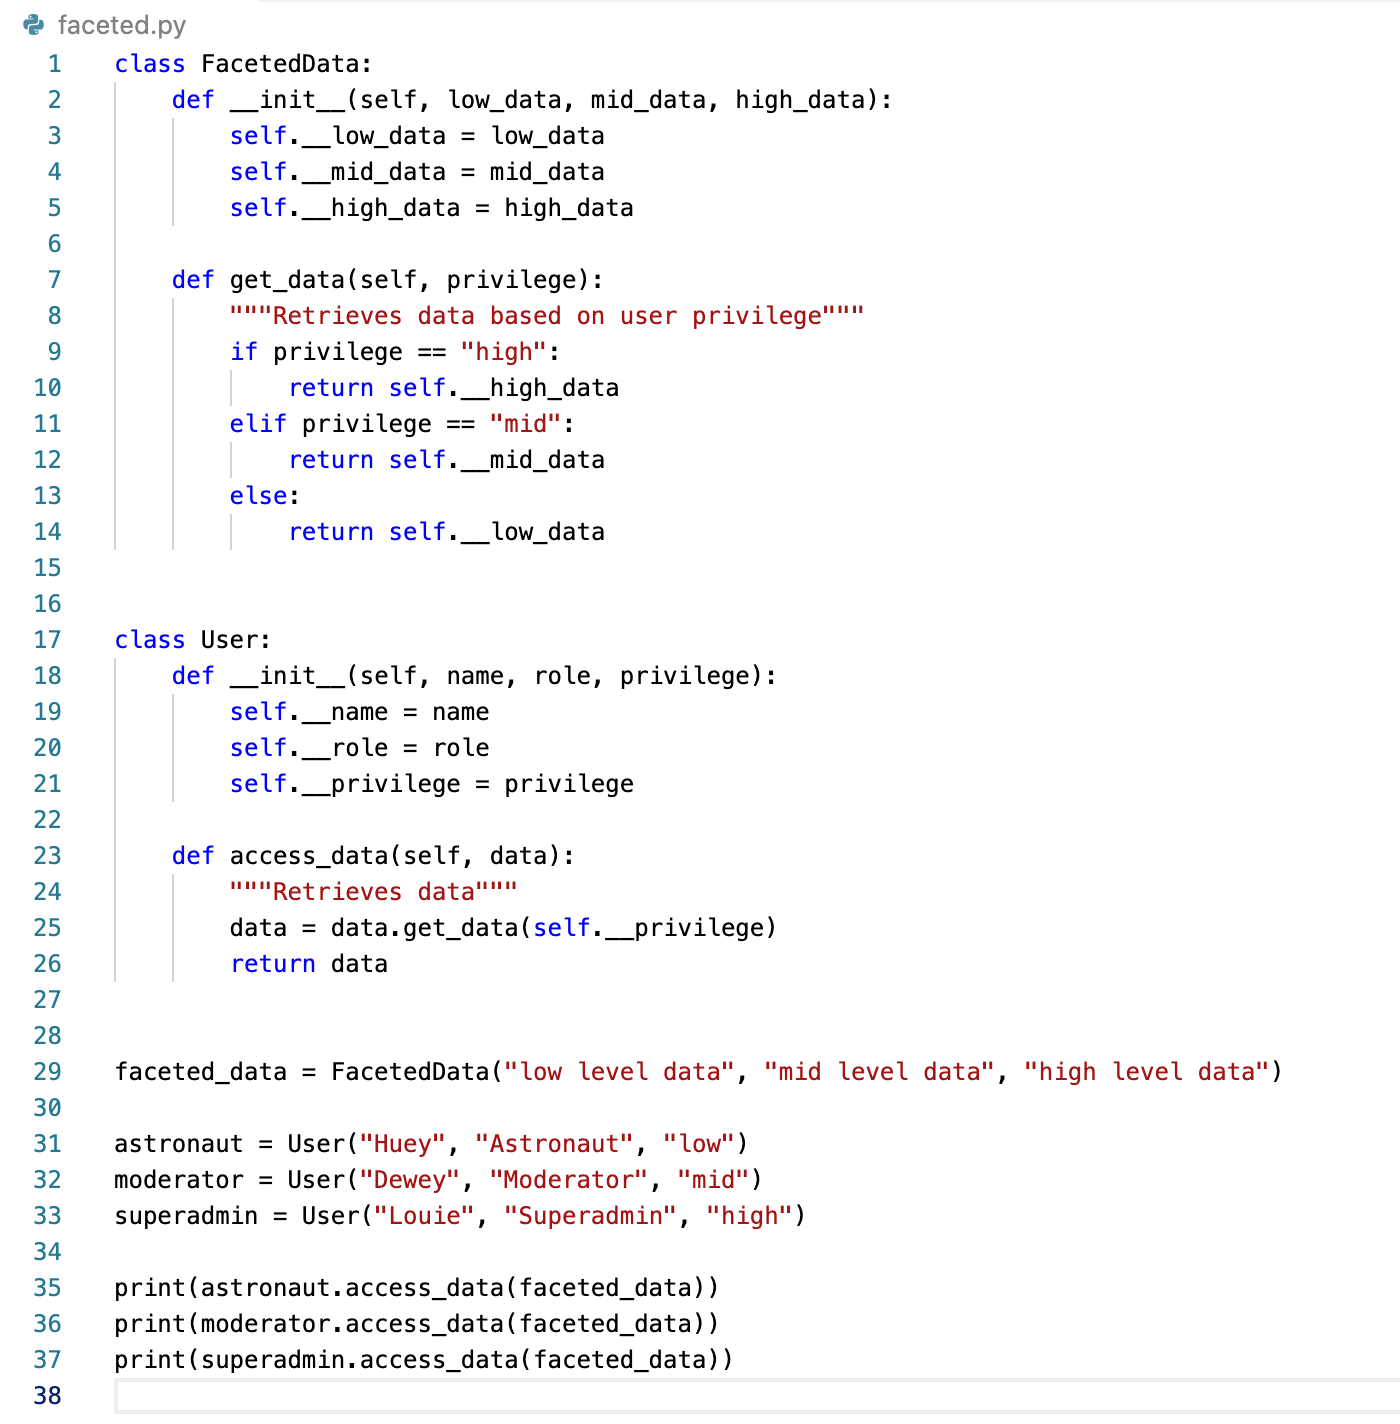 faceted.py
1 class FacetedData:
2     def __init__(self, low_data, mid_data, high_data):
3         self.__low_data = low_data
4         self.__mid_data = mid_data
5         self.__high_data = high_data
6
7     def get_data(self, privilege):
8         """Retrieves data based on user privilege"""
9         if privilege == "high":
10             return self.__high_data
11         elif privilege == "mid":
12             return self.__mid_data
13         else:
14             return self.__low_data
15
16
17 class User:
18     def __init__(self, name, role, privilege):
19         self.__name = name
20         self.__role = role
21         self.__privilege = privilege
22
23     def access_data(self, data):
24         """Retrieves data"""
25         data = data.get_data(self.__privilege)
26         return data
27
28
29 faceted_data = FacetedData("low level data", "mid level data", "high level data")
30
31 astronaut = User("Huey", "Astronaut", "low")
32 moderator = User("Dewey", "Moderator", "mid")
33 superadmin = User("Louie", "Superadmin", "high")
34
35 print(astronaut.access_data(faceted_data))
36 print(moderator.access_data(faceted_data))
37 print(superadmin.access_data(faceted_data))
38